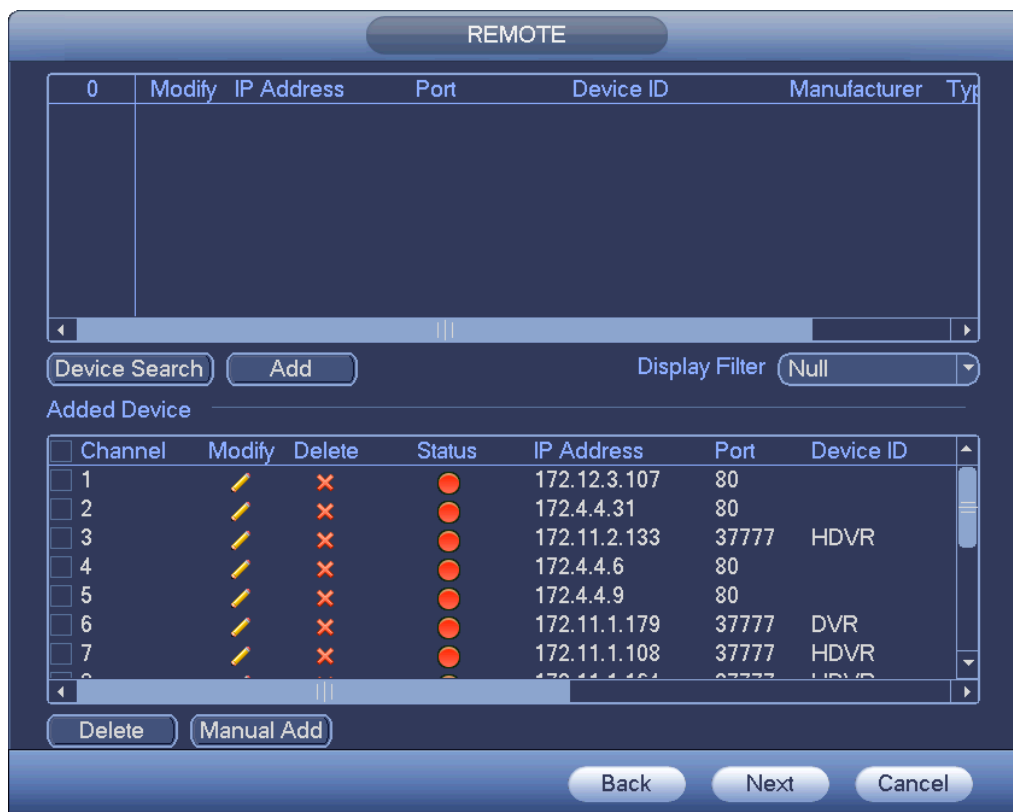 REMOTE
0 Modify IP Address Port Device ID Manufacturer Typ
Device Search Add Display Filter Null
Added Device
Channel Modify Delete Status IP Address Port Device ID
1 172.12.3.107 80
2 172.4.4.31 80
3 172.11.2.133 37777 HDVR
4 172.4.4.6 80
5 172.4.4.9 80
6 172.11.1.179 37777 DVR
7 172.11.1.108 37777 HDVR
Delete Manual Add
Back Next Cancel